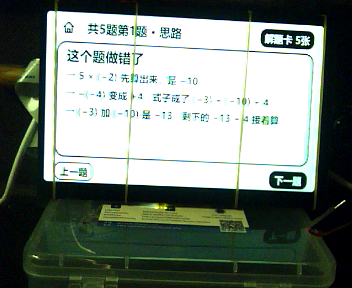 共5题第1题·思路
解题卡 5张
这个题做错了
5 × (-2) 先算出来 是 -10
-(-4) 变成 +4 式子成了 -3) - (-10) - 4
(-3) 加 (-10) 是 -13 剩下的 -13 - 4 接着算
上一题
下一题